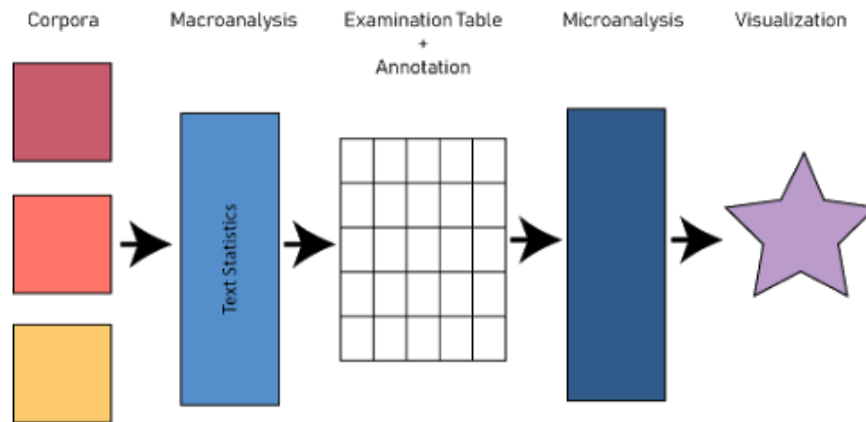 Corpora
Macroanalysis
Examination Table
+
Annotation
Microanalysis
Visualization
Text Statistics